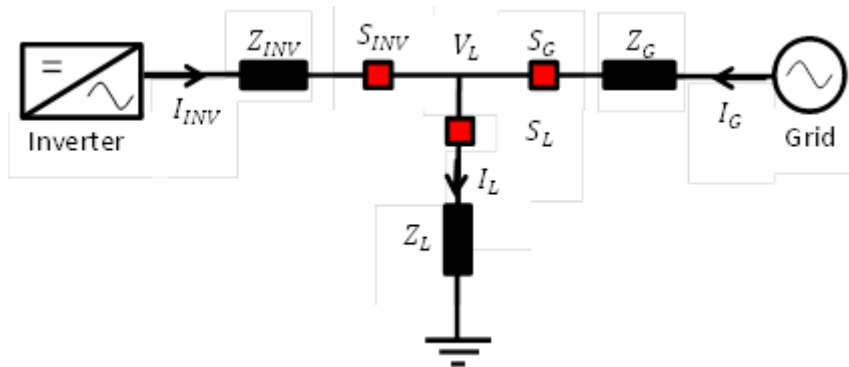 Z_INV S_INV V_L S_G Z_G
=
I_INV I_G
Inverter S_L Grid
I_L
Z_L